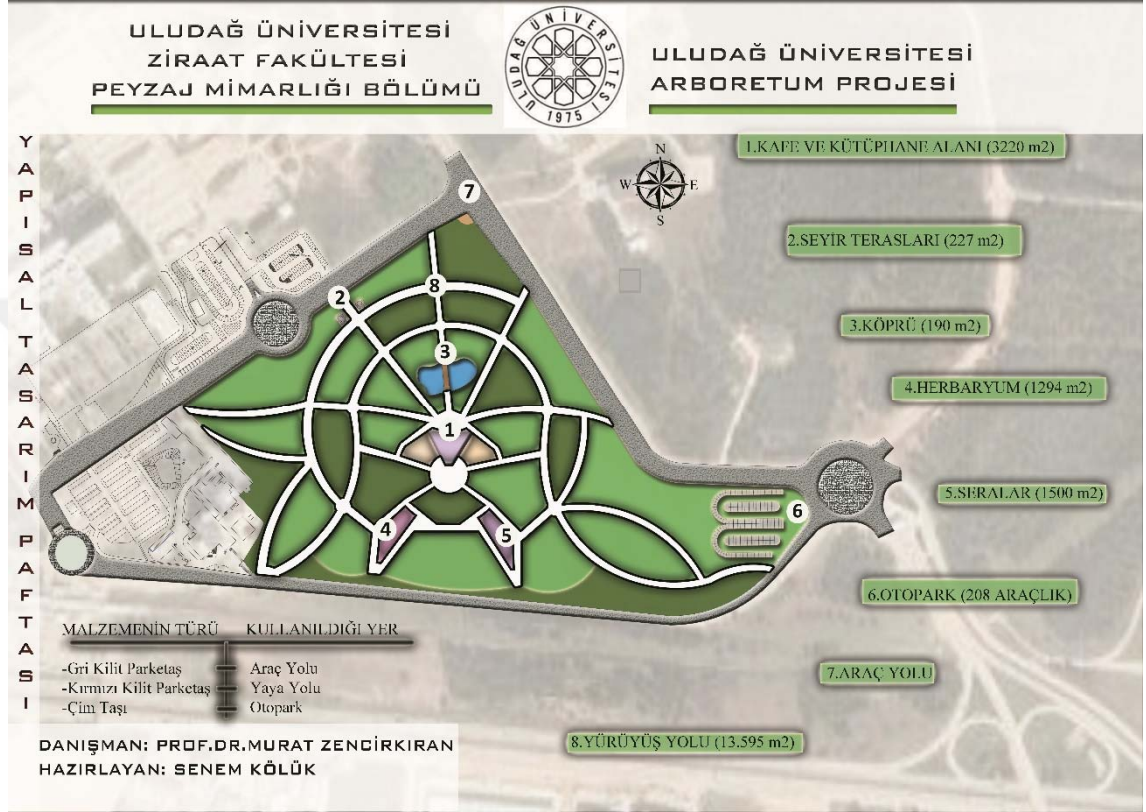 ULUDAĞ ÜNİVERSİTESİ
ZİRAAT FAKÜLTESİ
PEYZAJ MİMARLIĞI BÖLÜMÜ
ULUDAĞ ÜNİVERSİTESİ
1975
ULUDAĞ ÜNİVERSİTESİ
ARBORETUM PROJESİ
YAPISAL TASARIM PAFTASI
N
W E
S
1.KAFE VE KÜTÜPHANE ALANI (3220 m2)
2.SEYİR TERASLARI (227 m2)
3.KÖPRÜ (190 m2)
4.HERBARYUM (1294 m2)
5.SERALAR (1500 m2)
6.OTOPARK (208 ARAÇLIK)
7.ARAÇ YOLU
8.YÜRÜYÜŞ YOLU (13.595 m2)
7
2
8
3
1
6
4
5
MALZEMENİN TÜRÜ KULLANILDIĞI YER
-Gri Kilit Parketaş Araç Yolu
-Kırmızı Kilit Parketaş Yaya Yolu
-Çim Taşı Otopark
DANIŞMAN: PROF.DR.MURAT ZENCİRKIRAN
HAZIRLAYAN: SENEM KÖLÜK